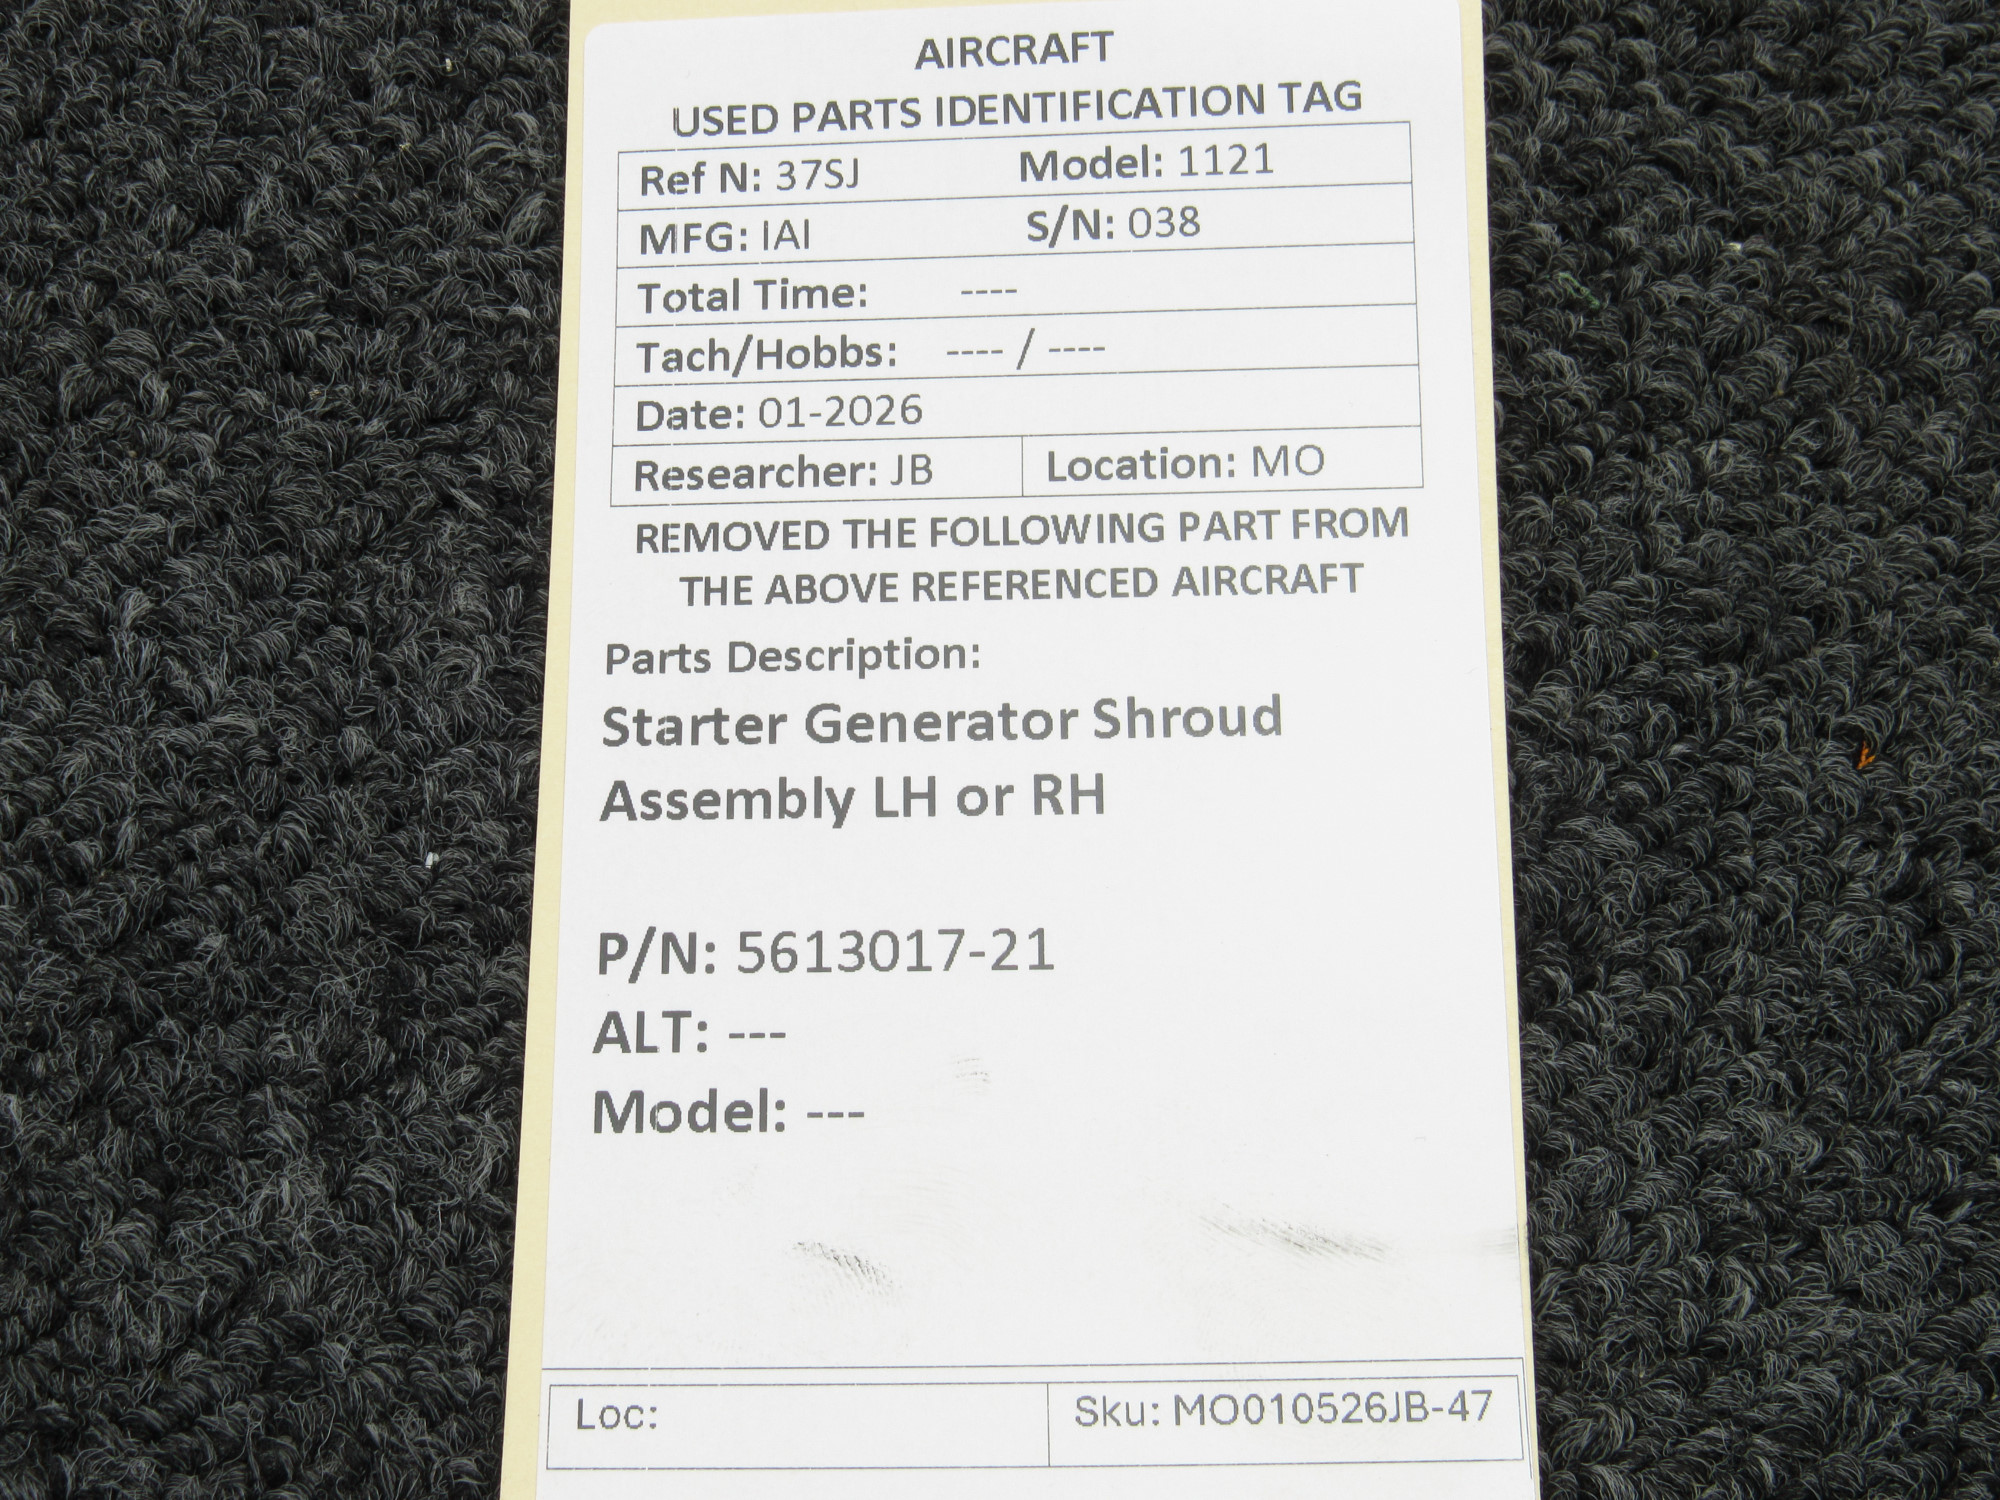 AIRCRAFT
USED PARTS IDENTIFICATION TAG
Ref N: 37SJ Model: 1121
MFG: IAI S/N: 038
Total Time: ----
Tach/Hobbs: ---- / ----
Date: 01-2026
Researcher: JB Location: MO
REMOVED THE FOLLOWING PART FROM
THE ABOVE REFERENCED AIRCRAFT
Parts Description:
Starter Generator Shroud
Assembly LH or RH
P/N: 5613017-21
ALT: ---
Model: ---
Loc: Sku: MO010526JB-47